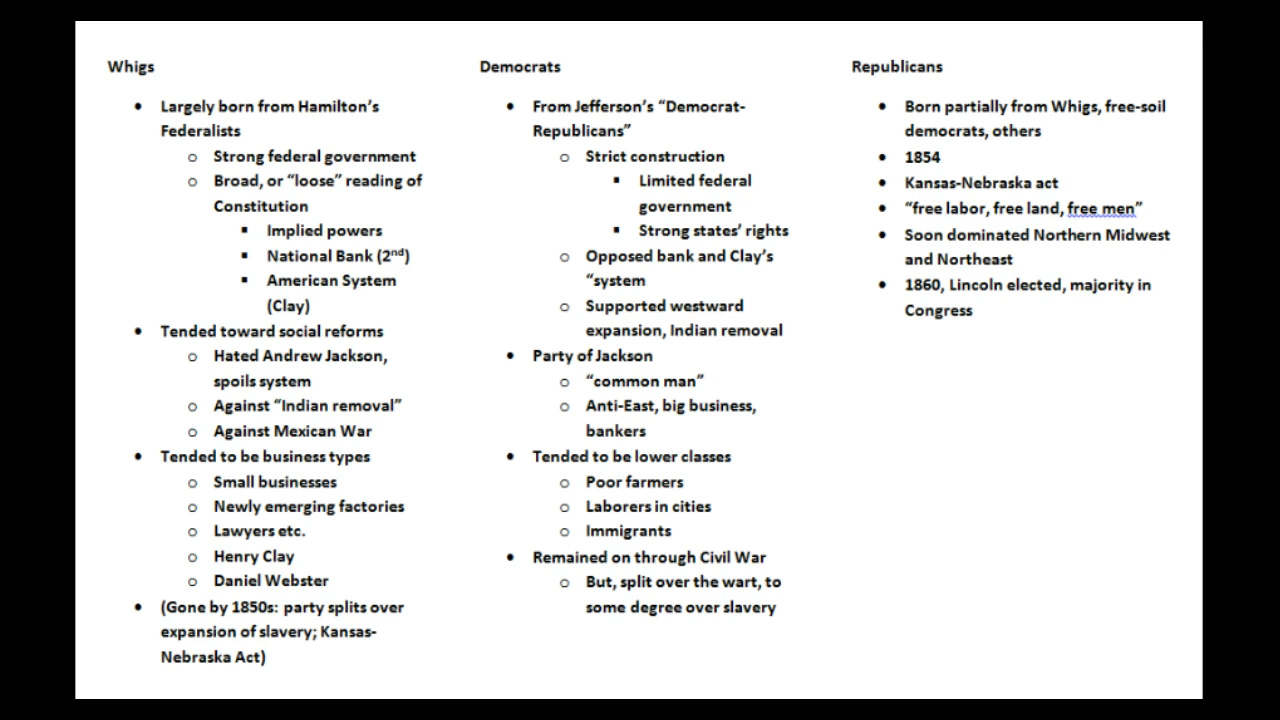 Whigs
• Largely born from Hamilton's
Federalists
o Strong federal government
o Broad, or “loose” reading of
Constitution
▪ Implied powers
▪ National Bank (2nd)
▪ American System
(Clay)
• Tended toward social reforms
o Hated Andrew Jackson,
spoils system
o Against “Indian removal”
o Against Mexican War
• Tended to be business types
o Small businesses
o Newly emerging factories
o Lawyers etc.
o Henry Clay
o Daniel Webster
• (Gone by 1850s: party splits over
expansion of slavery; Kansas-
Nebraska Act)
Democrats
• From Jefferson's “Democrat-
Republicans”
o Strict construction
▪ Limited federal
government
▪ Strong states' rights
o Opposed bank and Clay's
“system
o Supported westward
expansion, Indian removal
• Party of Jackson
o “common man”
o Anti-East, big business,
bankers
• Tended to be lower classes
o Poor farmers
o Laborers in cities
o Immigrants
• Remained on through Civil War
o But, split over the wart, to
some degree over slavery
Republicans
• Born partially from Whigs, free-soil
democrats, others
• 1854
• Kansas-Nebraska act
• “free labor, free land, free men”
• Soon dominated Northern Midwest
and Northeast
• 1860, Lincoln elected, majority in
Congress